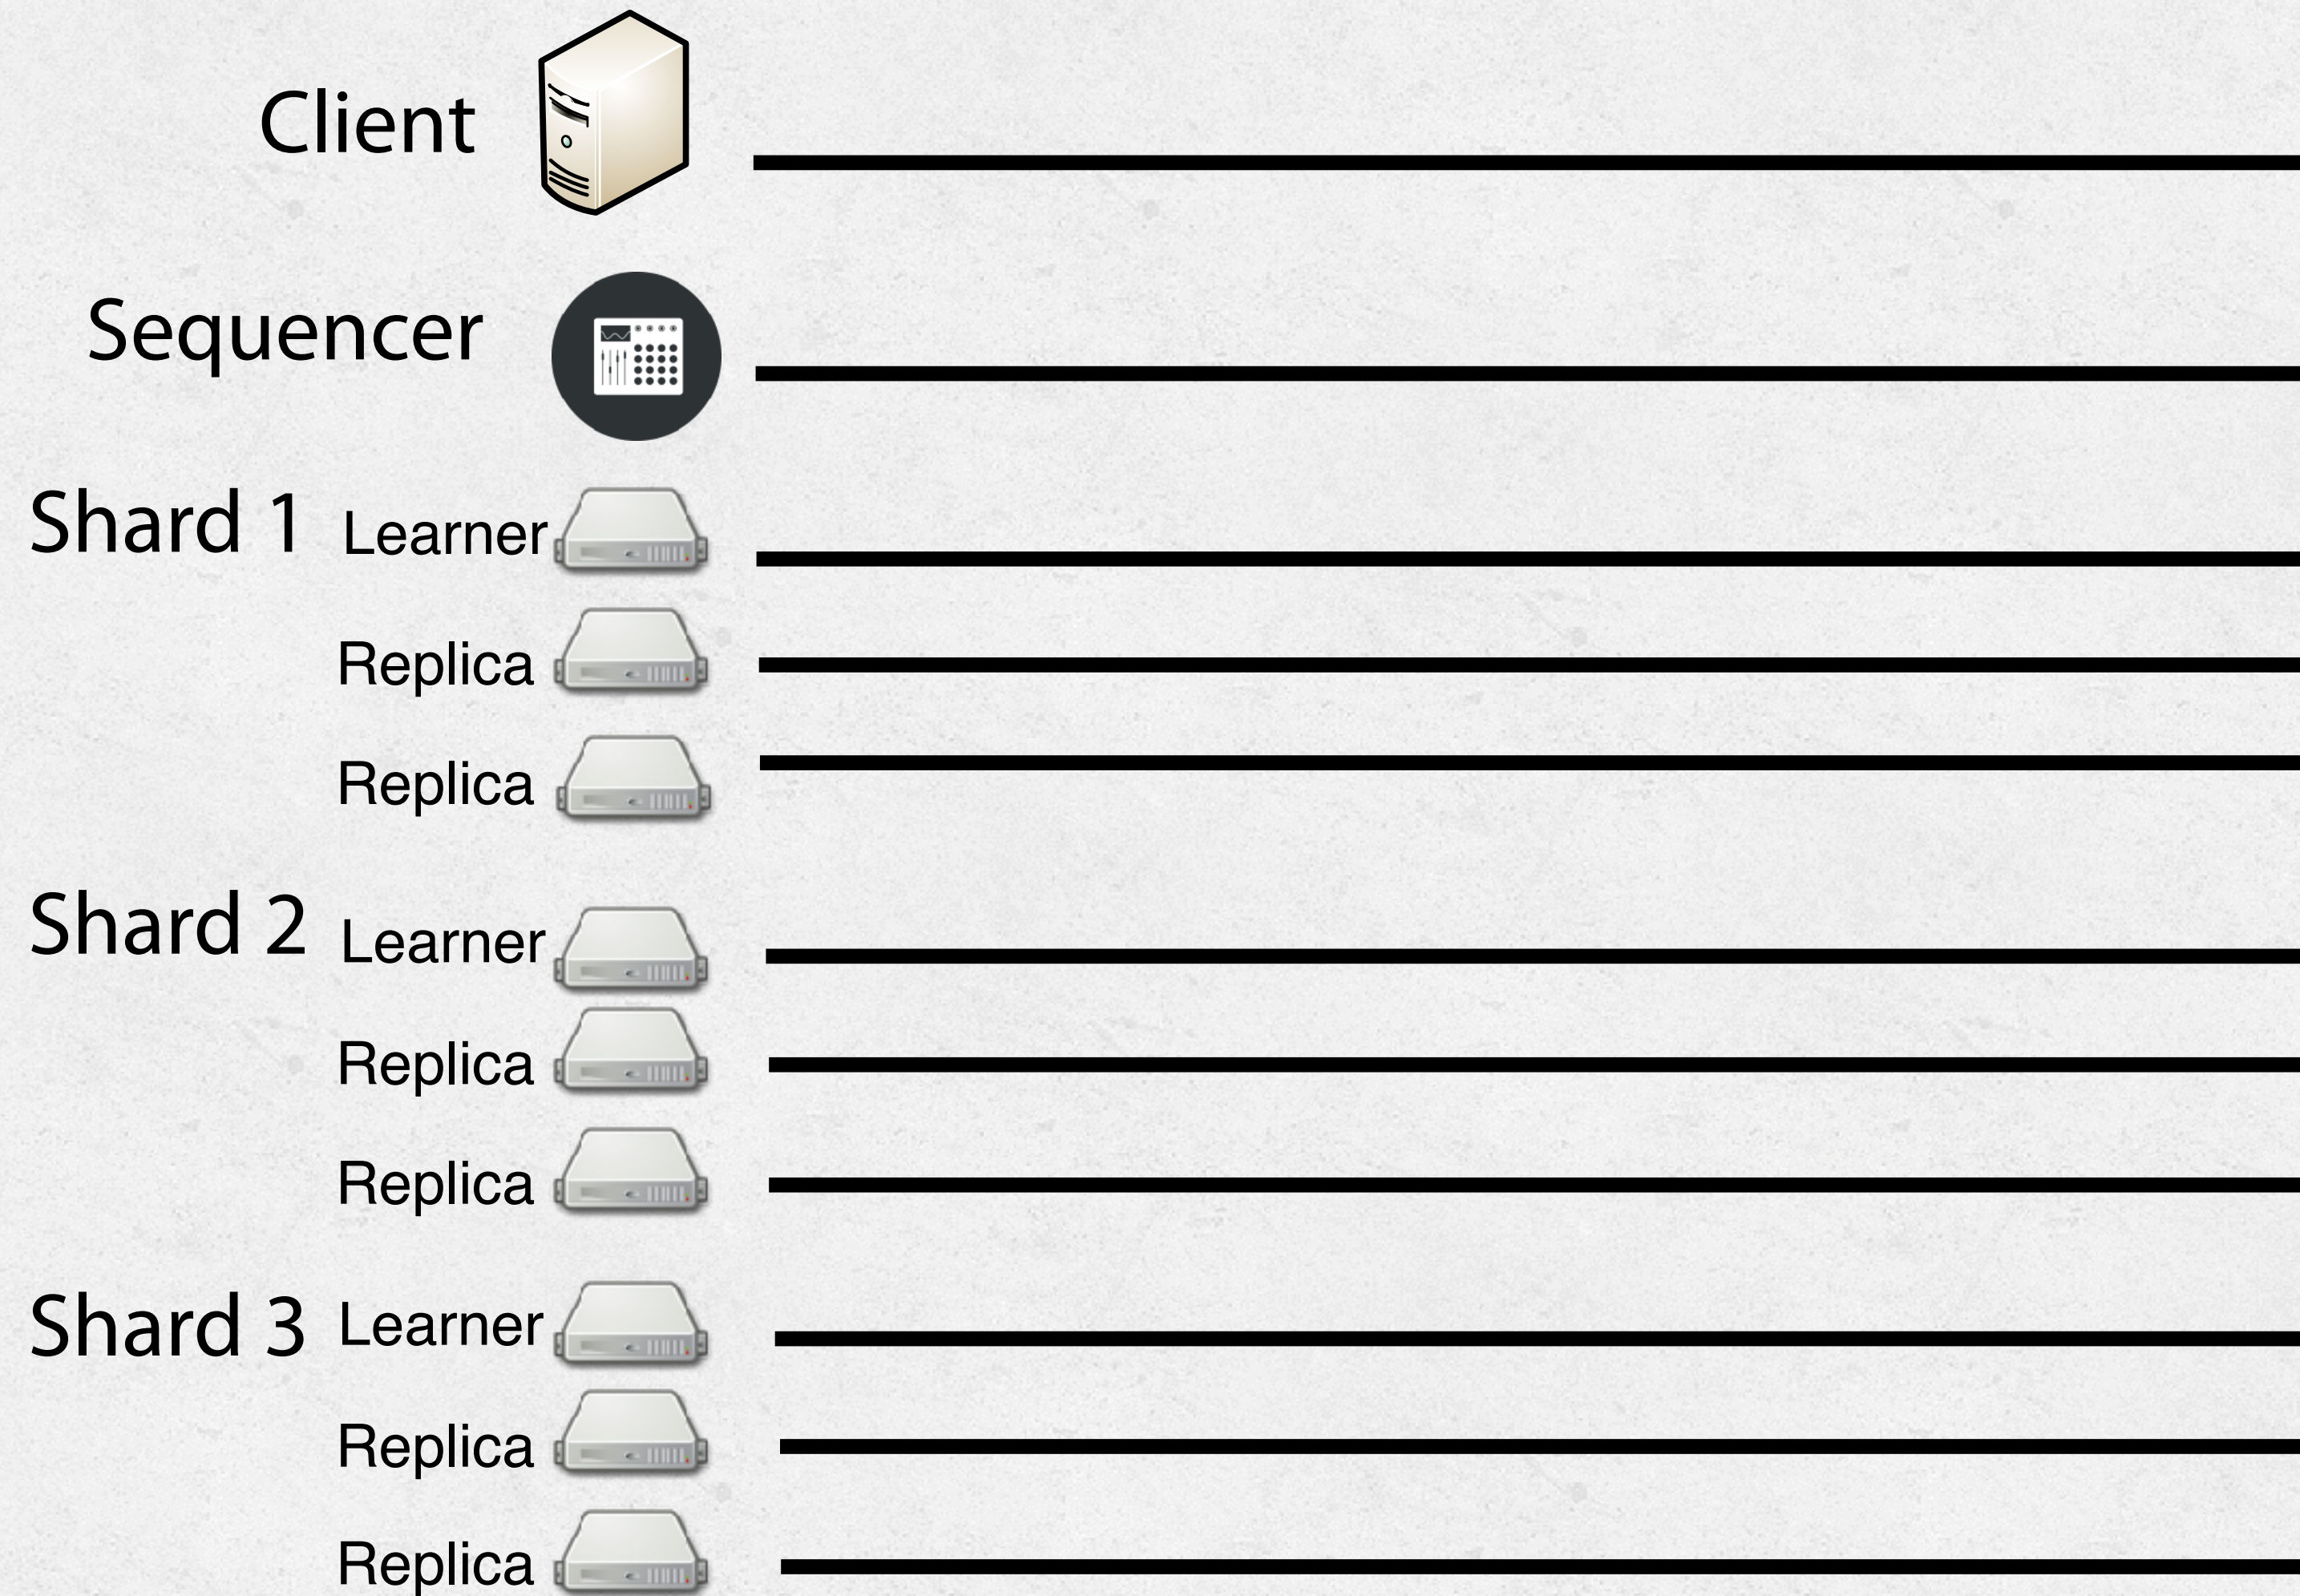 Client
Sequencer
Shard 1 Learner
Replica
Replica
Shard 2 Learner
Replica
Replica
Shard 3 Learner
Replica
Replica